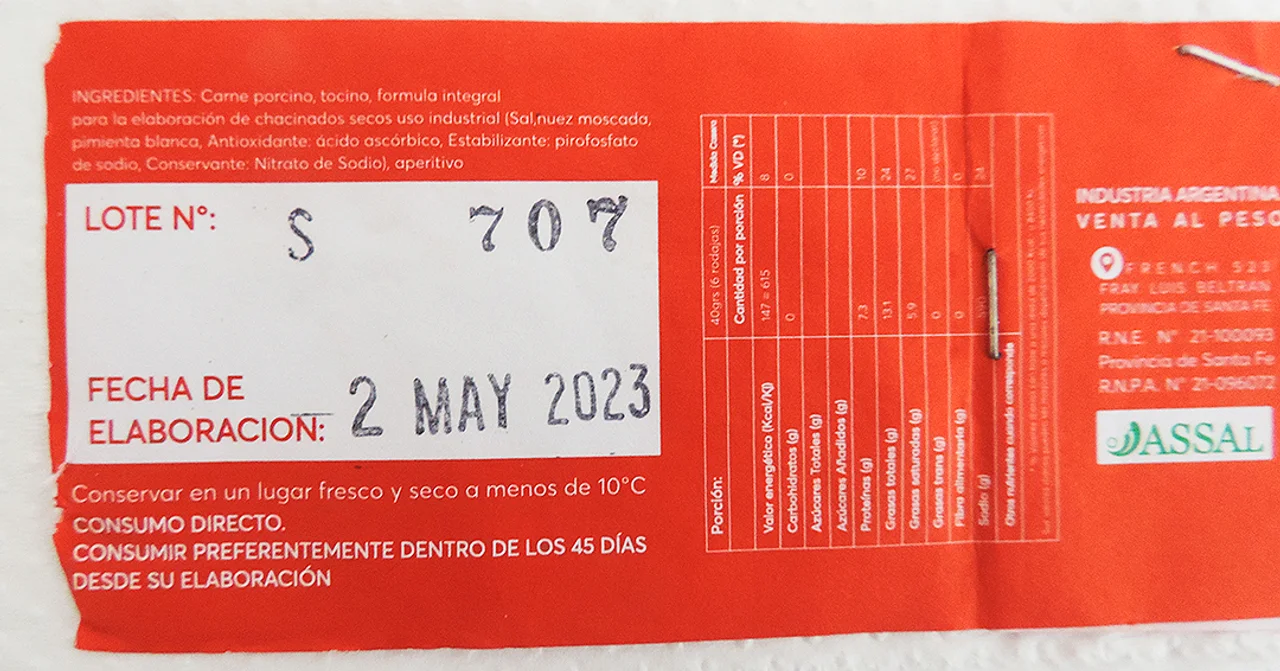 INGREDIENTES: Carne porcino, tocino, formula integral
para la elaboración de chacinados secos uso industrial (Sal,nuez moscada,
pimienta blanca, Antioxidante: ácido ascórbico, Estabilizante: pirofosfato
de sodio, Conservante: Nitrato de Sodio), aperitivo
LOTE N°: S 707
FECHA DE
ELABORACION: 2 MAY 2023
Conservar en un lugar fresco y seco a menos de 10°C
CONSUMO DIRECTO.
CONSUMIR PREFERENTEMENTE DENTRO DE LOS 45 DÍAS
DESDE SU ELABORACIÓN
Porción: 40grs (6 rodajas) Medida Casera
Cantidad por porción % VD (*)
Valor energético (Kcal/Kj) 147 = 615 8
Carbohidratos (g) 0 0
Azúcares Totales (g)
Azúcares Añadidos (g)
Proteínas (g) 7.3 10
Grasas totales (g) 13.1 24
Grasas saturadas (g) 5.9 27
Grasas trans (g) 0
Fibra alimentaria (g) 0 0
Sodio (g) 24
Otros nutrientes cuando corresponda
INDUSTRIA ARGENTINA
VENTA AL PESO
FRENCH 523
FRAY LUIS BELTRAN
PROVINCIA DE SANTA FE
R.N.E. N° 21-100093
Provincia de Santa Fe
R.N.P.A. N° 21-096072
ASSAL